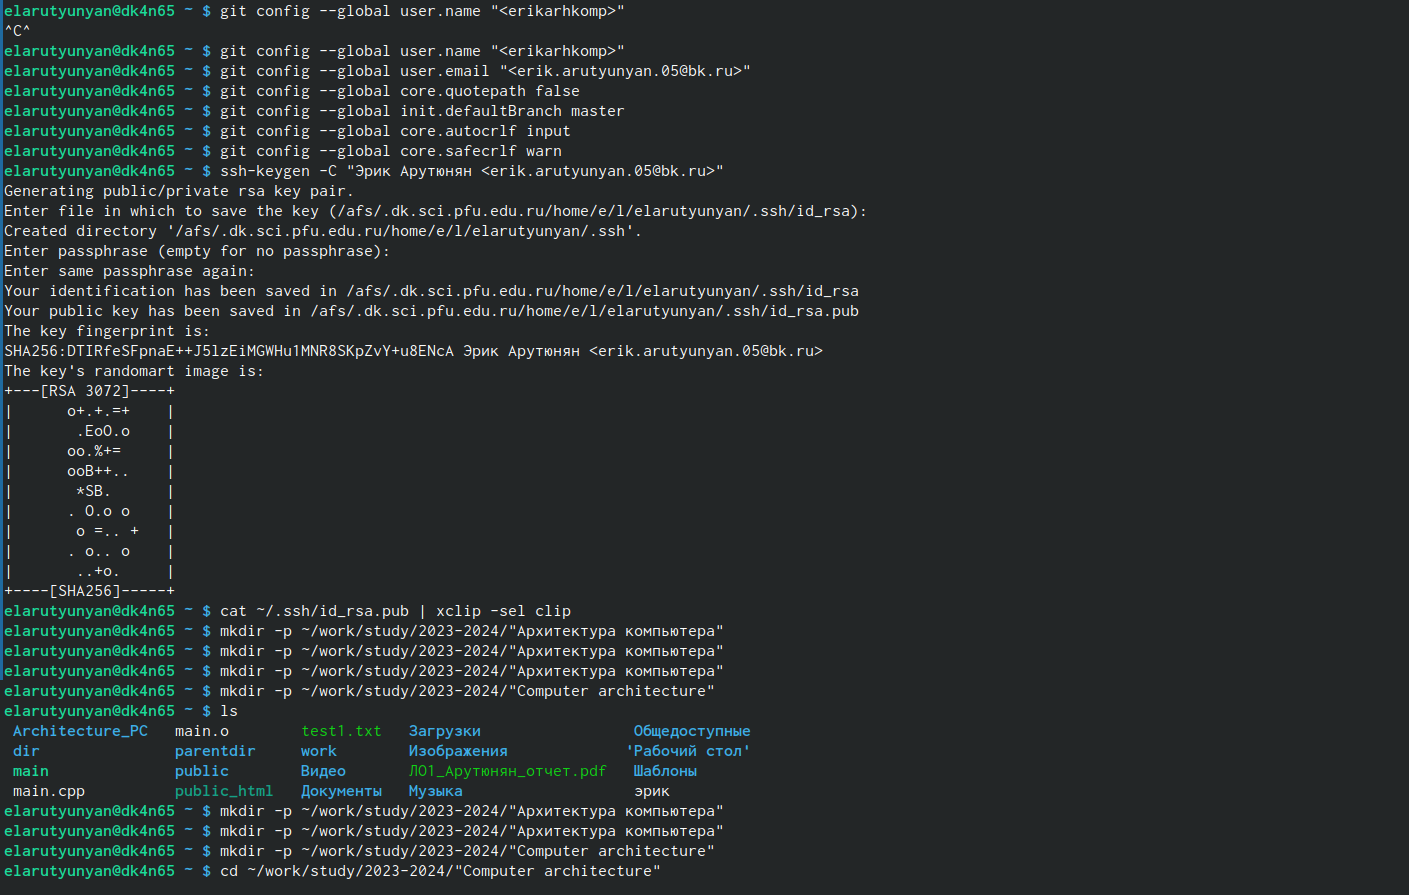 elarutyunyan@dk4n65 ~ $ git config --global user.name "<erikarhkomp>"
^C^
elarutyunyan@dk4n65 ~ $ git config --global user.name "<erikarhkomp>"
elarutyunyan@dk4n65 ~ $ git config --global user.email "<erik.arutyunyan.05@bk.ru>"
elarutyunyan@dk4n65 ~ $ git config --global core.quotepath false
elarutyunyan@dk4n65 ~ $ git config --global init.defaultBranch master
elarutyunyan@dk4n65 ~ $ git config --global core.autocrlf input
elarutyunyan@dk4n65 ~ $ git config --global core.safecrlf warn
elarutyunyan@dk4n65 ~ $ ssh-keygen -C "Эрик Арутюнян <erik.arutyunyan.05@bk.ru>"
Generating public/private rsa key pair.
Enter file in which to save the key (/afs/.dk.sci.pfu.edu.ru/home/e/l/elarutyunyan/.ssh/id_rsa):
Created directory '/afs/.dk.sci.pfu.edu.ru/home/e/l/elarutyunyan/.ssh'.
Enter passphrase (empty for no passphrase):
Enter same passphrase again:
Your identification has been saved in /afs/.dk.sci.pfu.edu.ru/home/e/l/elarutyunyan/.ssh/id_rsa
Your public key has been saved in /afs/.dk.sci.pfu.edu.ru/home/e/l/elarutyunyan/.ssh/id_rsa.pub
The key fingerprint is:
SHA256:DTIRfeSFpnaE++J5lzEiMGWHu1MNR8SKpZvY+u8ENcA Эрик Арутюнян <erik.arutyunyan.05@bk.ru>
The key's randomart image is:
+---[RSA 3072]----+
|      o+.+.=+    |
|       .EoO.o    |
|      oo.%+=     |
|      ooB++..    |
|       *SB.      |
|      . O.o o    |
|       o =.. +   |
|      . o.. o    |
|       ..+o.     |
+----[SHA256]-----+
elarutyunyan@dk4n65 ~ $ cat ~/.ssh/id_rsa.pub | xclip -sel clip
elarutyunyan@dk4n65 ~ $ mkdir -p ~/work/study/2023-2024/"Архитектура компьютера"
elarutyunyan@dk4n65 ~ $ mkdir -p ~/work/study/2023-2024/"Архитектура компьютера"
elarutyunyan@dk4n65 ~ $ mkdir -p ~/work/study/2023-2024/"Архитектура компьютера"
elarutyunyan@dk4n65 ~ $ mkdir -p ~/work/study/2023-2024/"Computer architecture"
elarutyunyan@dk4n65 ~ $ ls
Architecture_PC   main.o        test1.txt   Загрузки                 Общедоступные
dir               parentdir     work        Изображения             'Рабочий стол'
main              public        Видео       ЛО1_Арутюнян_отчет.pdf   Шаблоны
main.cpp          public_html   Документы   Музыка                   эрик
elarutyunyan@dk4n65 ~ $ mkdir -p ~/work/study/2023-2024/"Архитектура компьютера"
elarutyunyan@dk4n65 ~ $ mkdir -p ~/work/study/2023-2024/"Архитектура компьютера"
elarutyunyan@dk4n65 ~ $ mkdir -p ~/work/study/2023-2024/"Computer architecture"
elarutyunyan@dk4n65 ~ $ cd ~/work/study/2023-2024/"Computer architecture"